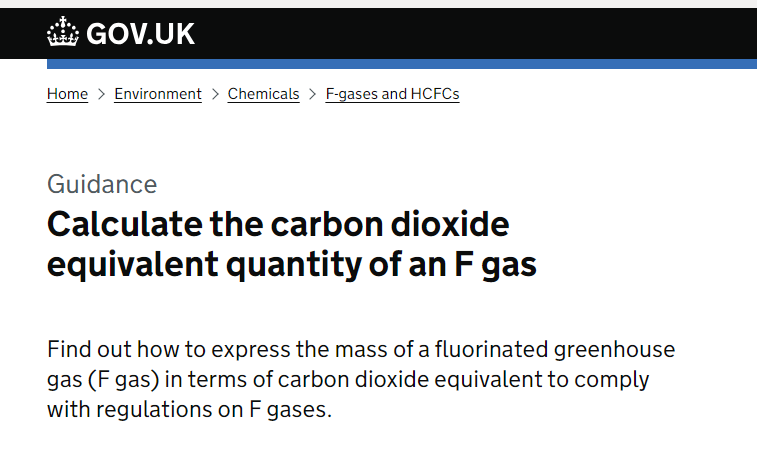 GOV.UK
Home > Environment > Chemicals > F-gases and HCFCs
Guidance
Calculate the carbon dioxide
equivalent quantity of an F gas
Find out how to express the mass of a fluorinated greenhouse
gas (F gas) in terms of carbon dioxide equivalent to comply
with regulations on F gases.